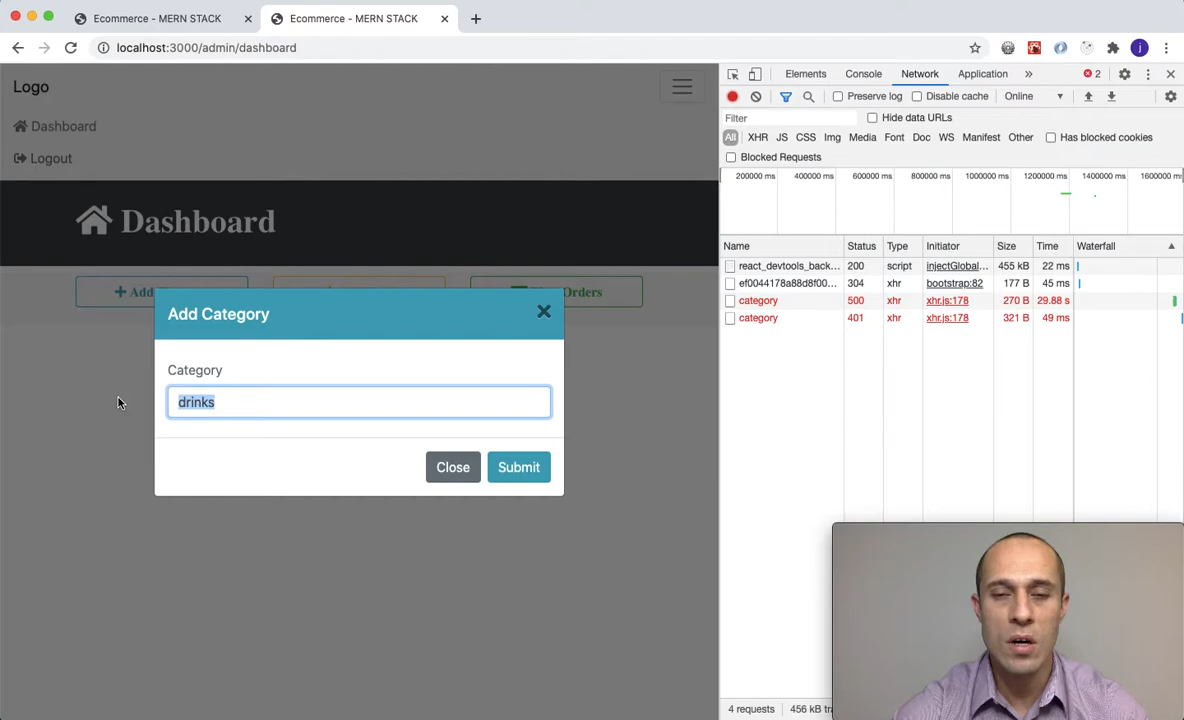 Ecommerce - MERN STACK
Ecommerce - MERN STACK
localhost:3000/admin/dashboard
j
Logo
Dashboard
Logout
Dashboard
Add
Orders
Add Category
Category
drinks
Close
Submit
Elements
Console
Network
Application
2
Preserve log
Disable cache
Online
Filter
Hide data URLs
All XHR JS CSS Img Media Font Doc WS Manifest Other
Has blocked cookies
Blocked Requests
200000 ms 400000 ms 600000 ms 800000 ms 1000000 ms 1200000 ms 1400000 ms 1600000 ms
Name Status Type Initiator Size Time Waterfall
react_devtools_back... 200 script injectGlobal... 455 kB 22 ms
ef0044178a88d8f00... 304 xhr bootstrap:82 177 B 45 ms
category 500 xhr xhr.js:178 270 B 29.88 s
category 401 xhr xhr.js:178 321 B 49 ms
4 requests 456 kB